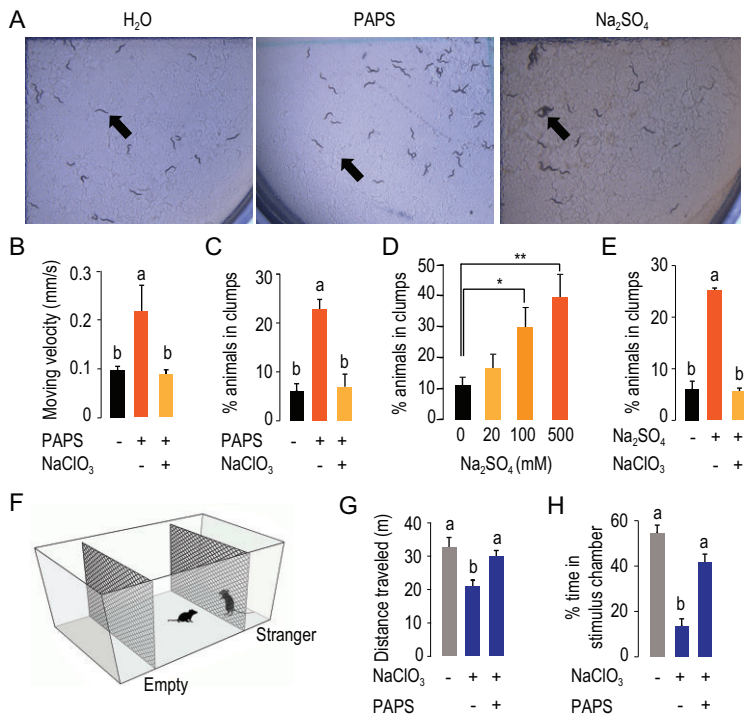 A
H₂O
PAPS
Na₂SO₄
B
Moving velocity (mm/s)
0.3
0.2
0.1
0
b
a
b
PAPS - + +
NaClO₃ - +
C
% animals in clumps
30
20
10
0
b
a
b
PAPS - + +
NaClO₃ - +
D
% animals in clumps
50
40
30
20
10
0
*
**
0 20 100 500
Na₂SO₄ (mM)
E
% animals in clumps
30
20
10
0
b
a
b
Na₂SO₄ - + +
NaClO₃ - +
F
Empty
Stranger
G
Distance traveled (m)
40
30
20
10
0
a
b
a
NaClO₃ - + +
PAPS - +
H
% time in
stimulus chamber
60
40
20
0
a
b
a
NaClO₃ - + +
PAPS - +